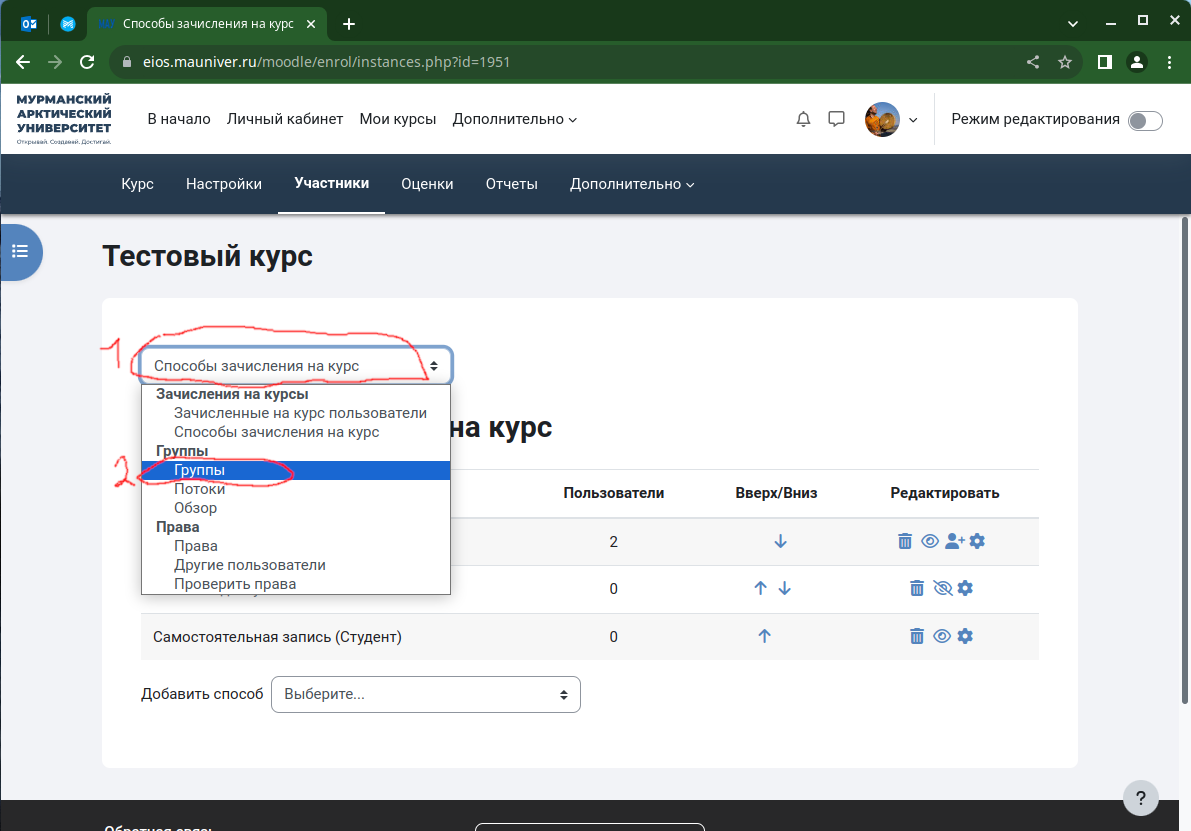 Способы зачисления на курс
eios.mauniver.ru/moodle/enrol/instances.php?id=1951
МУРМАНСКИЙ
АРКТИЧЕСКИЙ
УНИВЕРСИТЕТ
Открывай. Создавай. Достигай.
В начало Личный кабинет Мои курсы Дополнительно
Режим редактирования
Курс Настройки Участники Оценки Отчеты Дополнительно
Тестовый курс
1
Способы зачисления на курс
Зачисления на курсы
Зачисленные на курс пользователи
Способы зачисления на курс
на курс
Группы
2
Группы
Потоки
Обзор
Права
Права
Другие пользователи
Проверить права
Пользователи Вверх/Вниз Редактировать
2
0
Самостоятельная запись (Студент) 0
Добавить способ Выберите...
?
Обратная связь